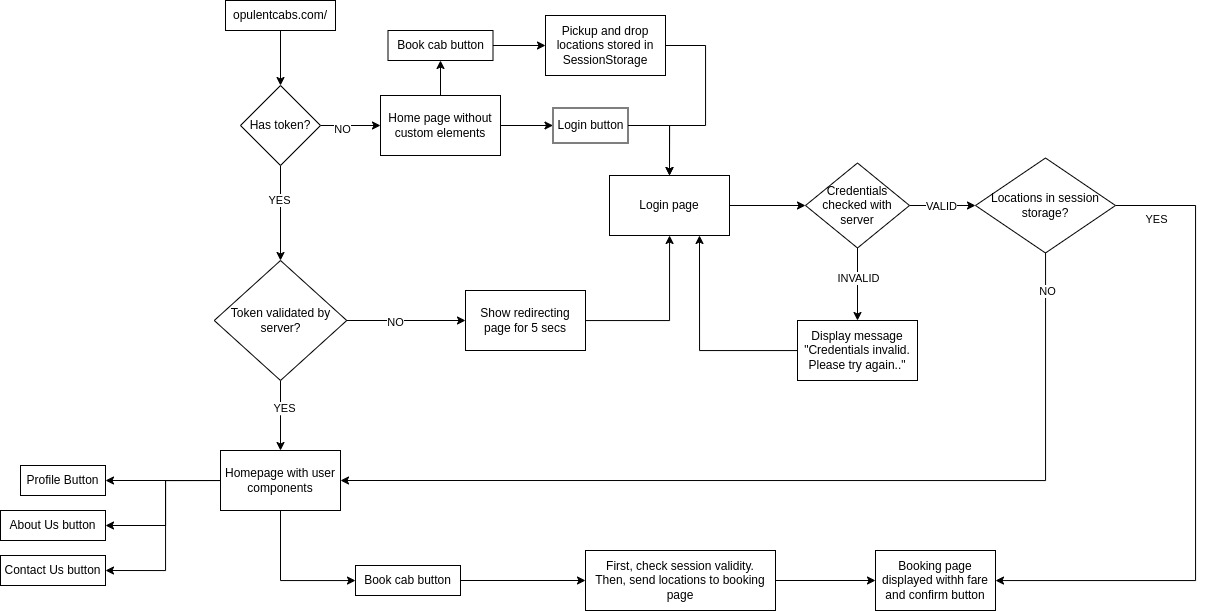 opulentcabs.com/
Has token?
NO
Home page without
custom elements
Book cab button
Pickup and drop
locations stored in
SessionStorage
Login button
Login page
Credentials
checked with
server
VALID
Locations in session
storage?
YES
INVALID
NO
Display message
"Credentials invalid.
Please try again.."
YES
Token validated by
server?
NO
Show redirecting
page for 5 secs
YES
Homepage with user
components
Profile Button
About Us button
Contact Us button
Book cab button
First, check session validity.
Then, send locations to booking
page
Booking page
displayed withh fare
and confirm button